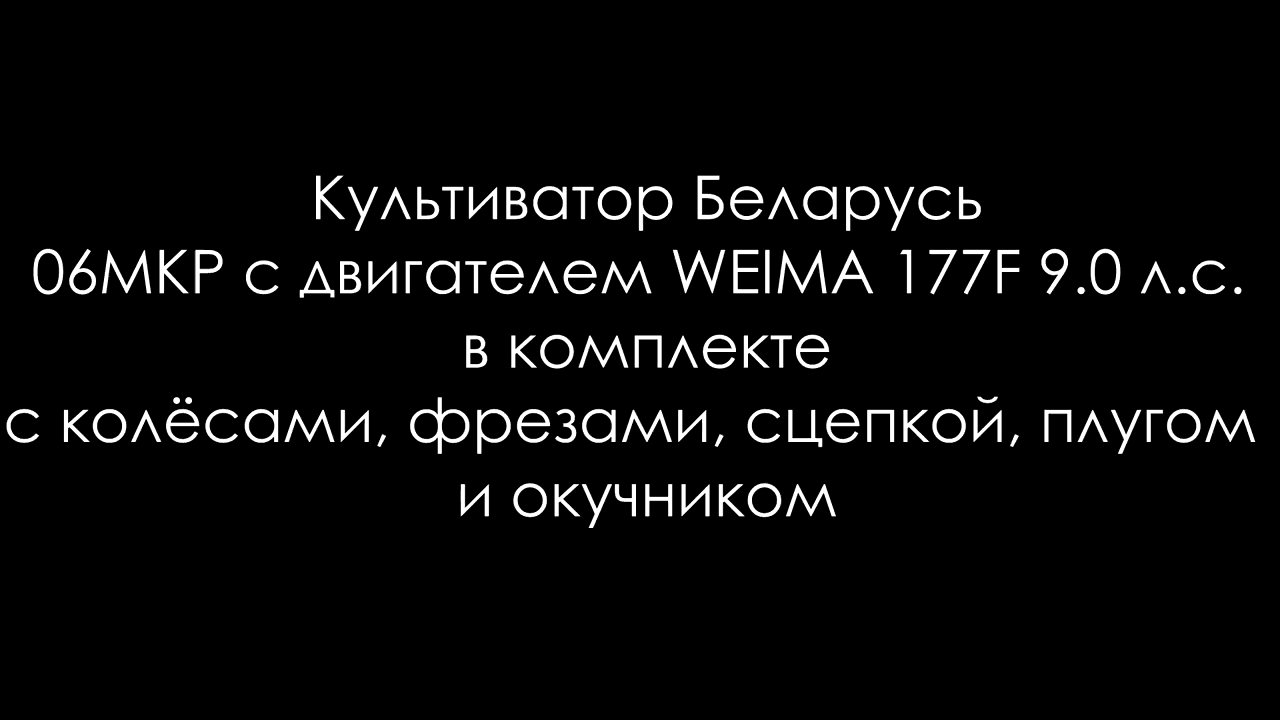 Культиватор Беларусь
06МКР с двигателем WEIMA 177F 9.0 л.с.
в комплекте
с колёсами, фрезами, сцепкой, плугом
и окучником